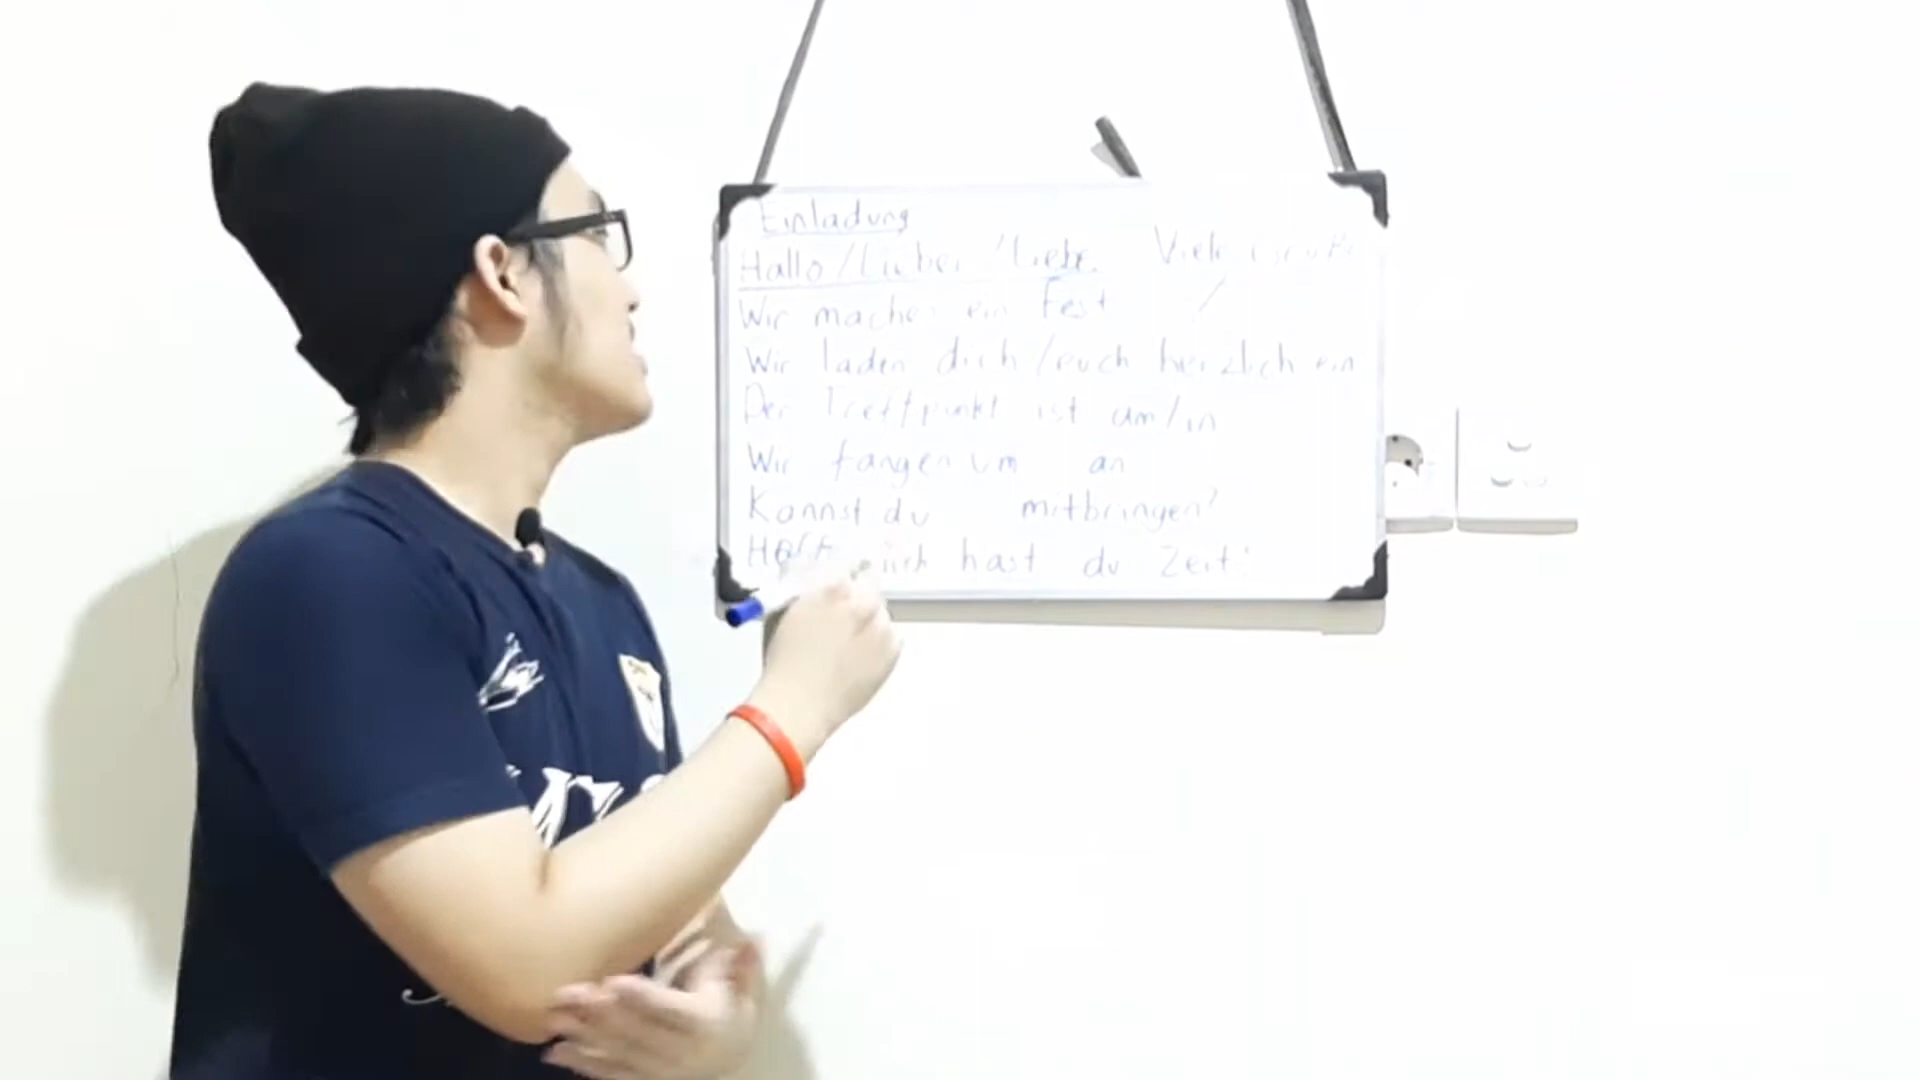 Einladung
Hallo/Lieber/Liebe Viele Grüße
Wir machen ein Fest /
Wir laden dich/euch herzlich ein
Der Treffpunkt ist am/in
Wir fangen um an
Kannst du mitbringen?
hast du Zeit!